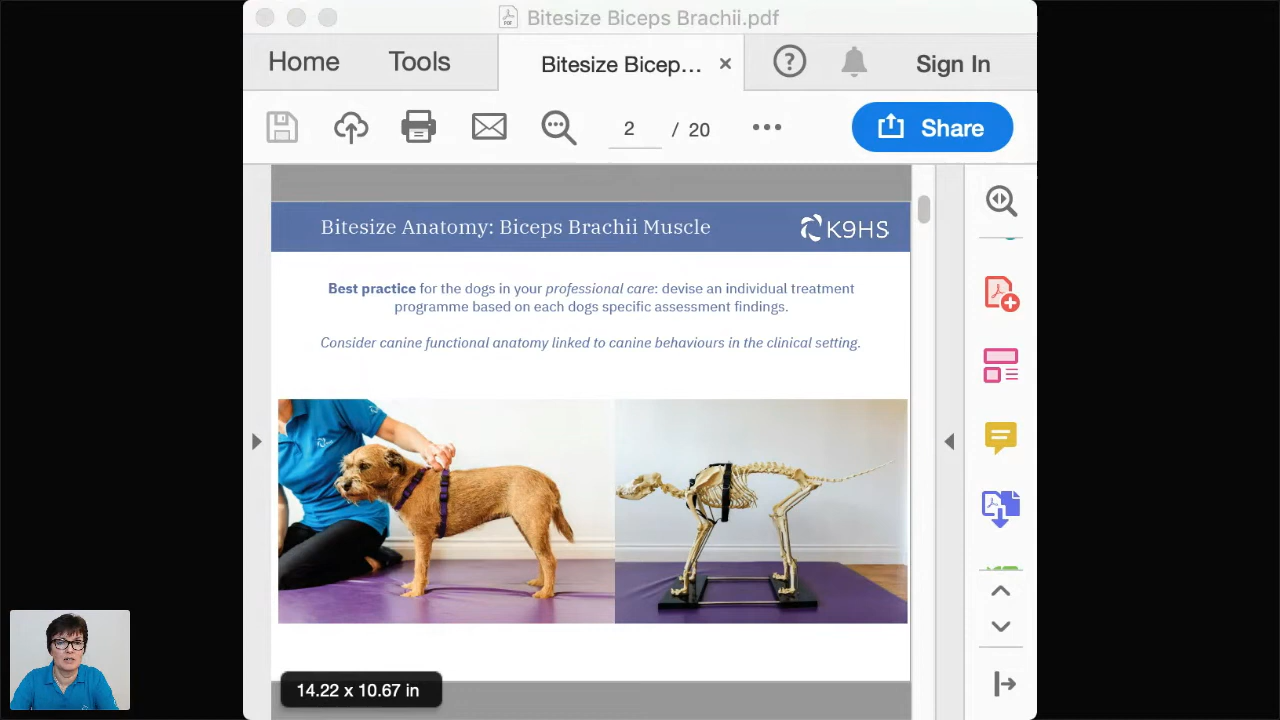 Bitesize Biceps Brachii.pdf
Home Tools Bitesize Bicep... × Sign In
2 / 20 Share
Bitesize Anatomy: Biceps Brachii Muscle K9HS
Best practice for the dogs in your professional care: devise an individual treatment
programme based on each dogs specific assessment findings.
Consider canine functional anatomy linked to canine behaviours in the clinical setting.
14.22 x 10.67 in